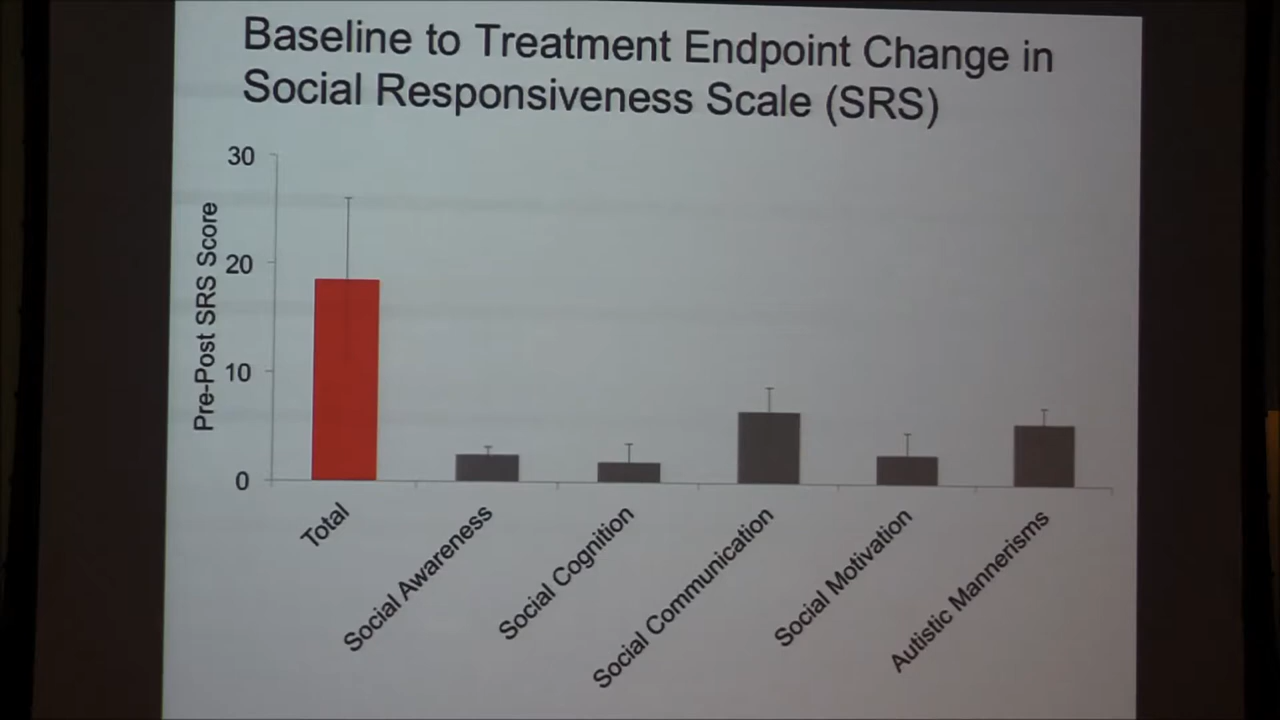 Baseline to Treatment Endpoint Change in
Social Responsiveness Scale (SRS)
Pre-Post SRS Score
30
20
10
0
Total
Social Awareness
Social Cognition
Social Communication
Social Motivation
Autistic Mannerisms